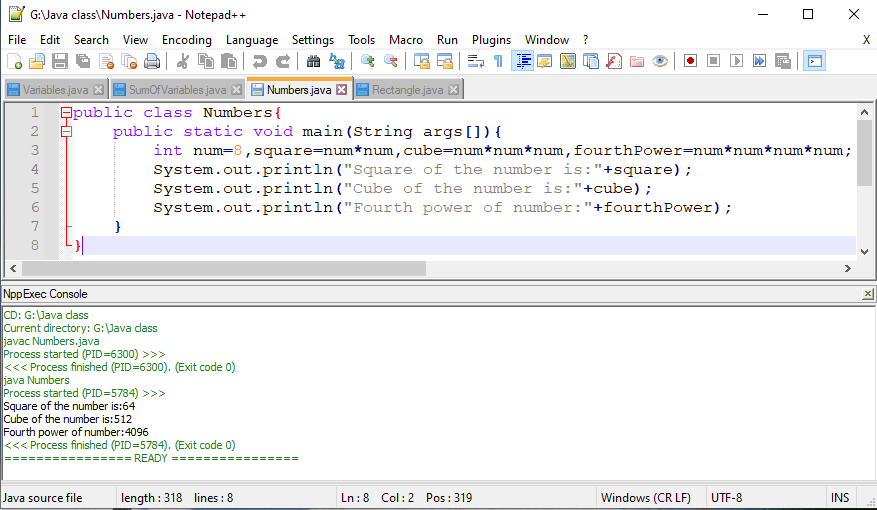 G:\Java class\Numbers.java - Notepad++
File Edit Search View Encoding Language Settings Tools Macro Run Plugins Window ? X
Variables.java SumOfVariables.java Numbers.java Rectangle.java
1 public class Numbers{
2 public static void main(String args[]){
3 int num=8,square=num*num,cube=num*num*num,fourthPower=num*num*num*num;
4 System.out.println("Square of the number is:"+square);
5 System.out.println("Cube of the number is:"+cube);
6 System.out.println("Fourth power of number:"+fourthPower);
7 }
8 }
NppExec Console
CD: G:\Java class
Current directory: G:\Java class
javac Numbers.java
Process started (PID=6300) >>>
<<< Process finished (PID=6300). (Exit code 0)
java Numbers
Process started (PID=5784) >>>
Square of the number is:64
Cube of the number is:512
Fourth power of number:4096
<<< Process finished (PID=5784). (Exit code 0)
================ READY ================
Java source file length : 318 lines : 8 Ln : 8 Col : 2 Pos : 319 Windows (CR LF) UTF-8 INS